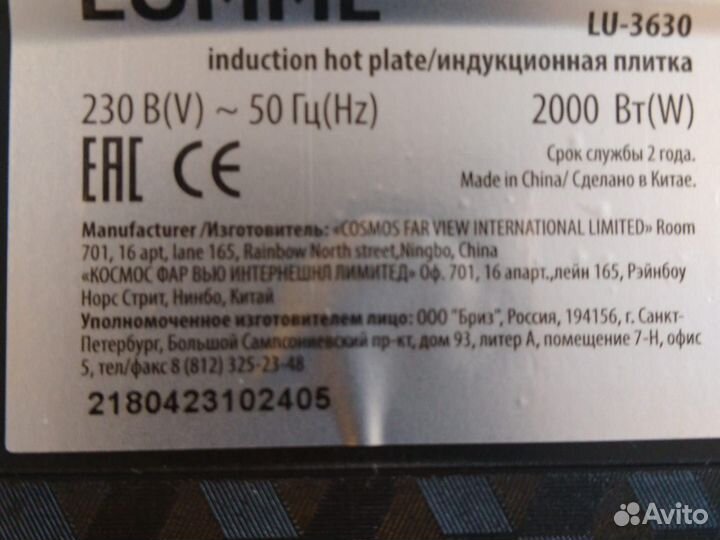 LUMME
LU-3630
induction hot plate/индукционная плитка
230 В(V) ~ 50 Гц(Hz) 2000 Вт(W)
EAC CE
Срок службы 2 года.
Made in China/ Сделано в Китае.
Manufacturer /Изготовитель: «COSMOS FAR VIEW INTERNATIONAL LIMITED» Room
701, 16 apt, lane 165, Rainbow North street,Ningbo, China
«КОСМОС ФАР ВЬЮ ИНТЕРНЕШНЛ ЛИМИТЕД» Оф. 701, 16 апарт.,лейн 165, Рэйнбоу
Норс Стрит, Нинбо, Китай
Уполномоченное изготовителем лицо: ООО "Бриз", Россия, 194156, г. Санкт-
Петербург, Большой Сампсониевский пр-кт, дом 93, литер А, помещение 7-Н, офис
5, тел/факс 8 (812) 325-23-48
2180423102405
Avito